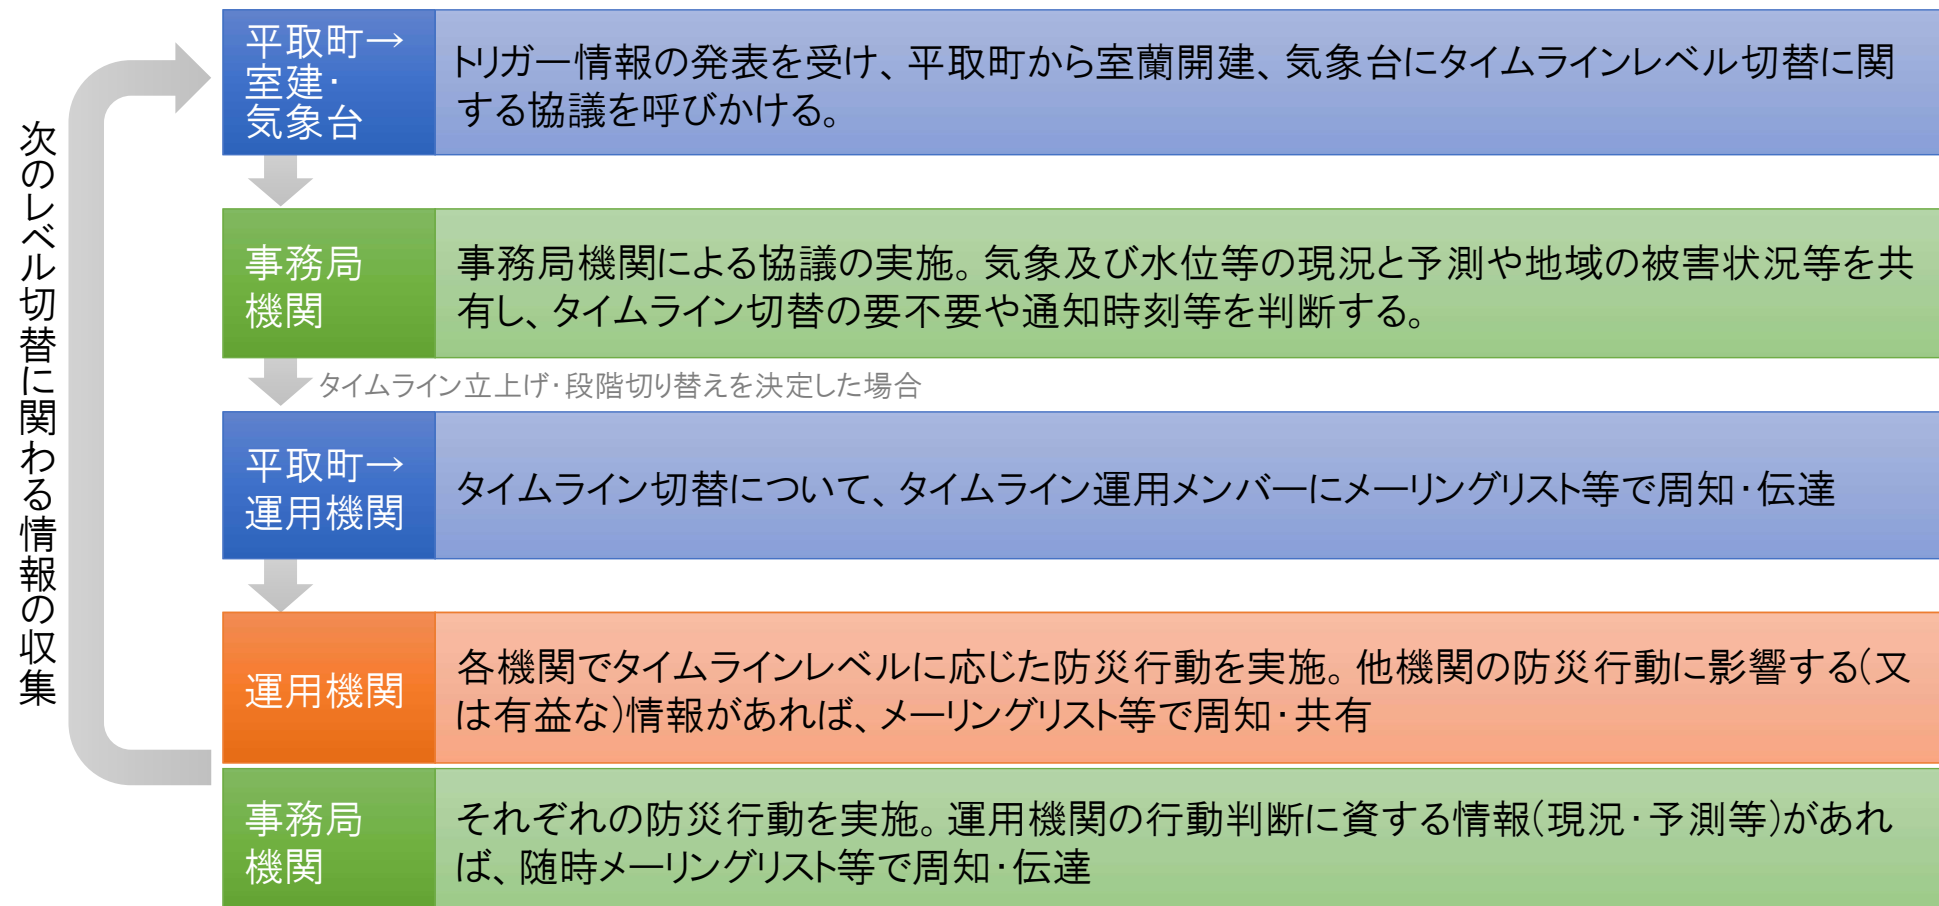 次のレベル切替に関わる情報の収集
平取町→
室建・
気象台
トリガー情報の発表を受け、平取町から室蘭開建、気象台にタイムラインレベル切替に関
する協議を呼びかける。
事務局
機関
事務局機関による協議の実施。気象及び水位等の現況と予測や地域の被害状況等を共
有し、タイムライン切替の要不要や通知時刻等を判断する。
タイムライン立上げ・段階切り替えを決定した場合
平取町→
運用機関
タイムライン切替について、タイムライン運用メンバーにメーリングリスト等で周知・伝達
運用機関
各機関でタイムラインレベルに応じた防災行動を実施。他機関の防災行動に影響する(又
は有益な)情報があれば、メーリングリスト等で周知・共有
事務局
機関
それぞれの防災行動を実施。運用機関の行動判断に資する情報(現況・予測等)があれ
ば、随時メーリングリスト等で周知・伝達